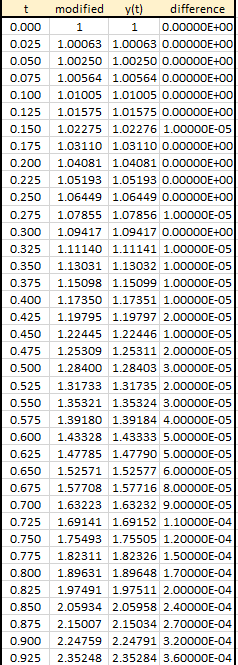 t modified y(t) difference
0.000 1 1 0.00000E+00
0.025 1.00063 1.00063 0.00000E+00
0.050 1.00250 1.00250 0.00000E+00
0.075 1.00564 1.00564 0.00000E+00
0.100 1.01005 1.01005 0.00000E+00
0.125 1.01575 1.01575 0.00000E+00
0.150 1.02275 1.02276 1.00000E-05
0.175 1.03110 1.03110 0.00000E+00
0.200 1.04081 1.04081 0.00000E+00
0.225 1.05193 1.05193 0.00000E+00
0.250 1.06449 1.06449 0.00000E+00
0.275 1.07855 1.07856 1.00000E-05
0.300 1.09417 1.09417 0.00000E+00
0.325 1.11140 1.11141 1.00000E-05
0.350 1.13031 1.13032 1.00000E-05
0.375 1.15098 1.15099 1.00000E-05
0.400 1.17350 1.17351 1.00000E-05
0.425 1.19795 1.19797 2.00000E-05
0.450 1.22445 1.22446 1.00000E-05
0.475 1.25309 1.25311 2.00000E-05
0.500 1.28400 1.28403 3.00000E-05
0.525 1.31733 1.31735 2.00000E-05
0.550 1.35321 1.35324 3.00000E-05
0.575 1.39180 1.39184 4.00000E-05
0.600 1.43328 1.43333 5.00000E-05
0.625 1.47785 1.47790 5.00000E-05
0.650 1.52571 1.52577 6.00000E-05
0.675 1.57708 1.57716 8.00000E-05
0.700 1.63223 1.63232 9.00000E-05
0.725 1.69141 1.69152 1.10000E-04
0.750 1.75493 1.75505 1.20000E-04
0.775 1.82311 1.82326 1.50000E-04
0.800 1.89631 1.89648 1.70000E-04
0.825 1.97491 1.97511 2.00000E-04
0.850 2.05934 2.05958 2.40000E-04
0.875 2.15007 2.15034 2.70000E-04
0.900 2.24759 2.24791 3.20000E-04
0.925 2.35248 2.35284 3.60000E-04